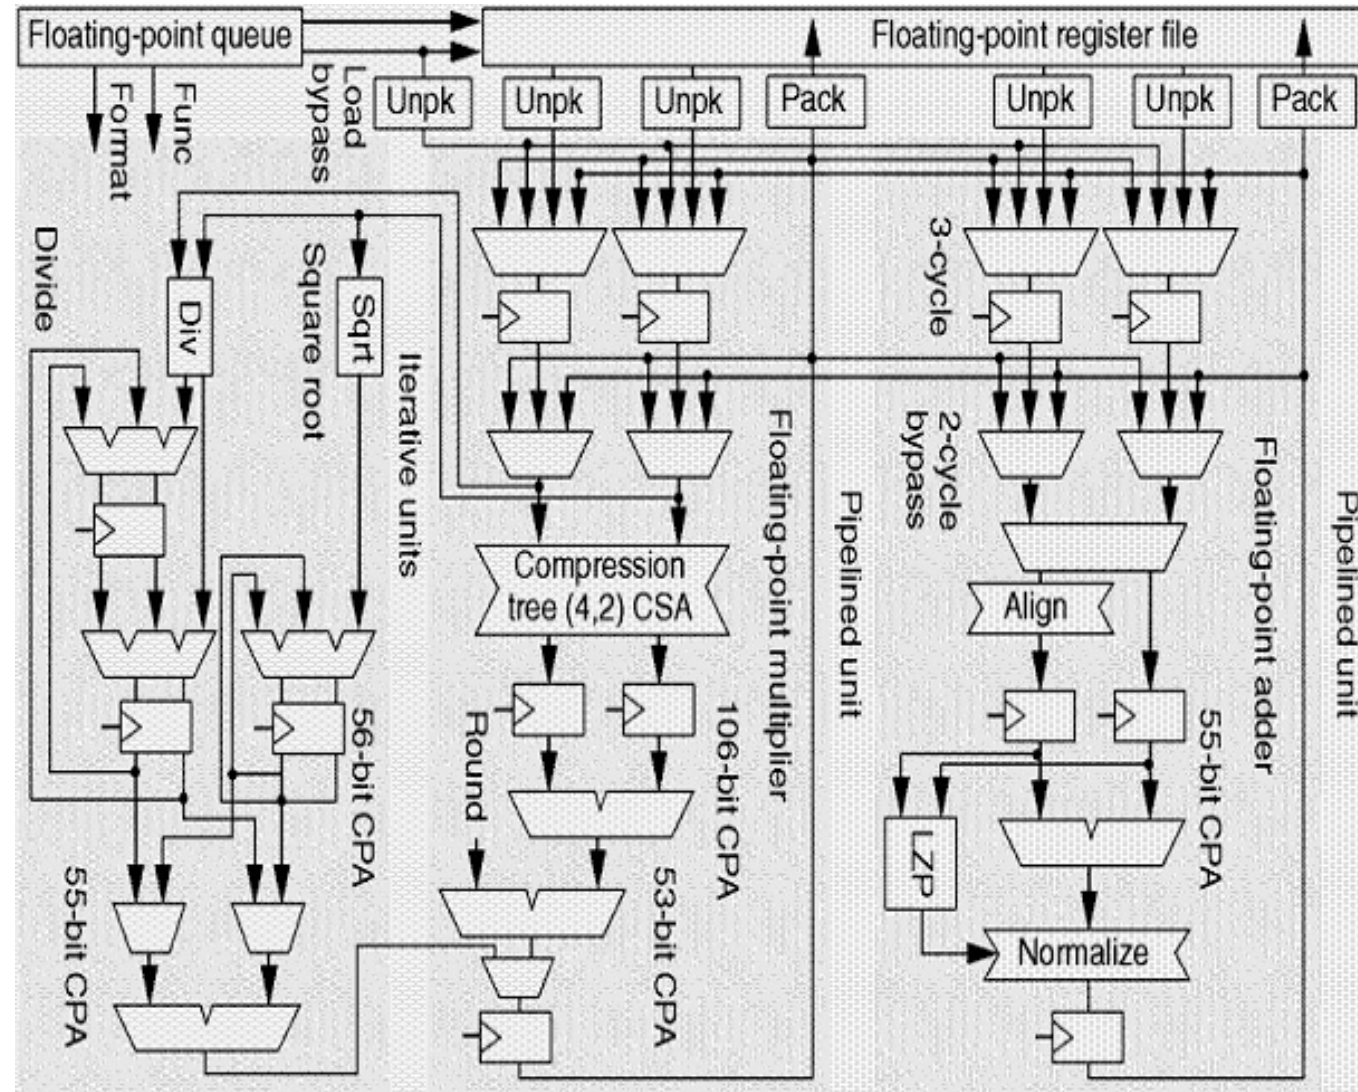 Floating-point queue
Floating-point register file
Format
Func
Load
bypass
Unpk
Unpk
Unpk
Pack
Unpk
Unpk
Pack
Divide
Div
Square root
Sqrt
Iterative units
3-cycle
2-cycle
bypass
Floating-point multiplier
Pipelined unit
Floating-point adder
Pipelined unit
Compression
tree (4,2) CSA
Align
56-bit CPA
Round
106-bit CPA
55-bit CPA
LZP
55-bit CPA
53-bit CPA
Normalize